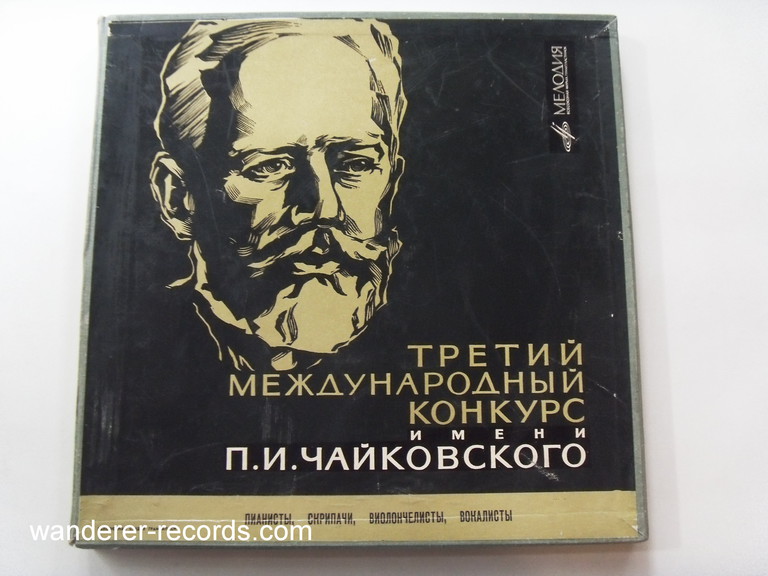 МЕЛОДИЯ
ТРЕТИЙ
МЕЖДУНАРОДНЫЙ
КОНКУРС
ИМЕНИ
П.И.ЧАЙКОВСКОГО
ПИАНИСТЫ, СКРИПАЧИ, ВИОЛОНЧЕЛИСТЫ, ВОКАЛИСТЫ
wanderer-records.com